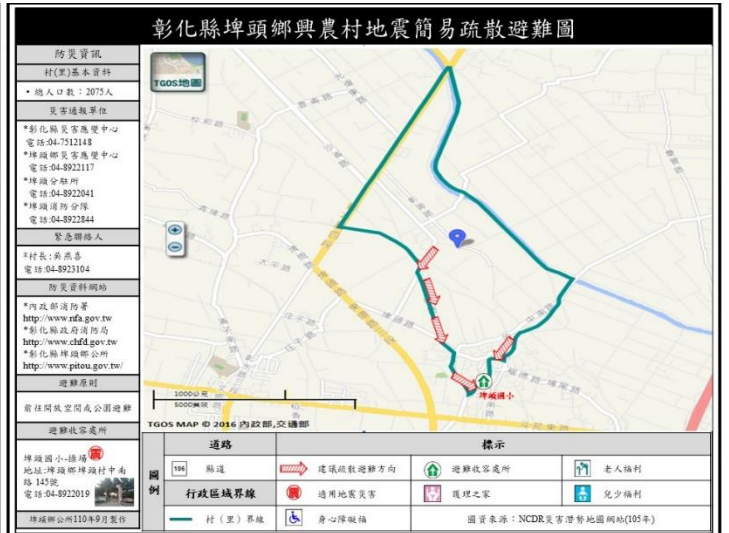 彰化縣埤頭鄉興農村地震簡易疏散避難圖
防災資訊
村(里)基本資料
• 總人口數：2075人
災害通報單位
*彰化縣災害應變中心
電話:04-7512148
*埤頭鄉災害應變中心
電話:04-8922117
*埤頭分駐所
電話:04-8922041
*埤頭消防分隊
電話:04-8922844
緊急聯絡人
*村長:吳燕喜
電話:04-8923104
防災資料網站
*內政部消防署
http://www.nfa.gov.tw
*彰化縣政府消防局
http://www.chfd.gov.tw
*彰化縣埤頭鄉公所
http://www.pitou.gov.tw/
避難原則
前往開放空間或公園避難
避難收容處所
埤頭國小-操場
地址:埤頭鄉埤頭村中南
路 145號
電話:04-8922019
埤頭鄉公所110年9月製作
TGOS地圖
中南路
埤頭國小
1000公尺
5000英呎
TGOS MAP © 2016 內政部,交通部
圖例
道路
標示
106
縣道
建議疏散避難方向
避難收容處所
老人福利
行政區域界線
適用地震災害
護理之家
兒少福利
村（里）界線
身心障礙福
圖資來源：NCDR災害潛勢地圖網站(105年)